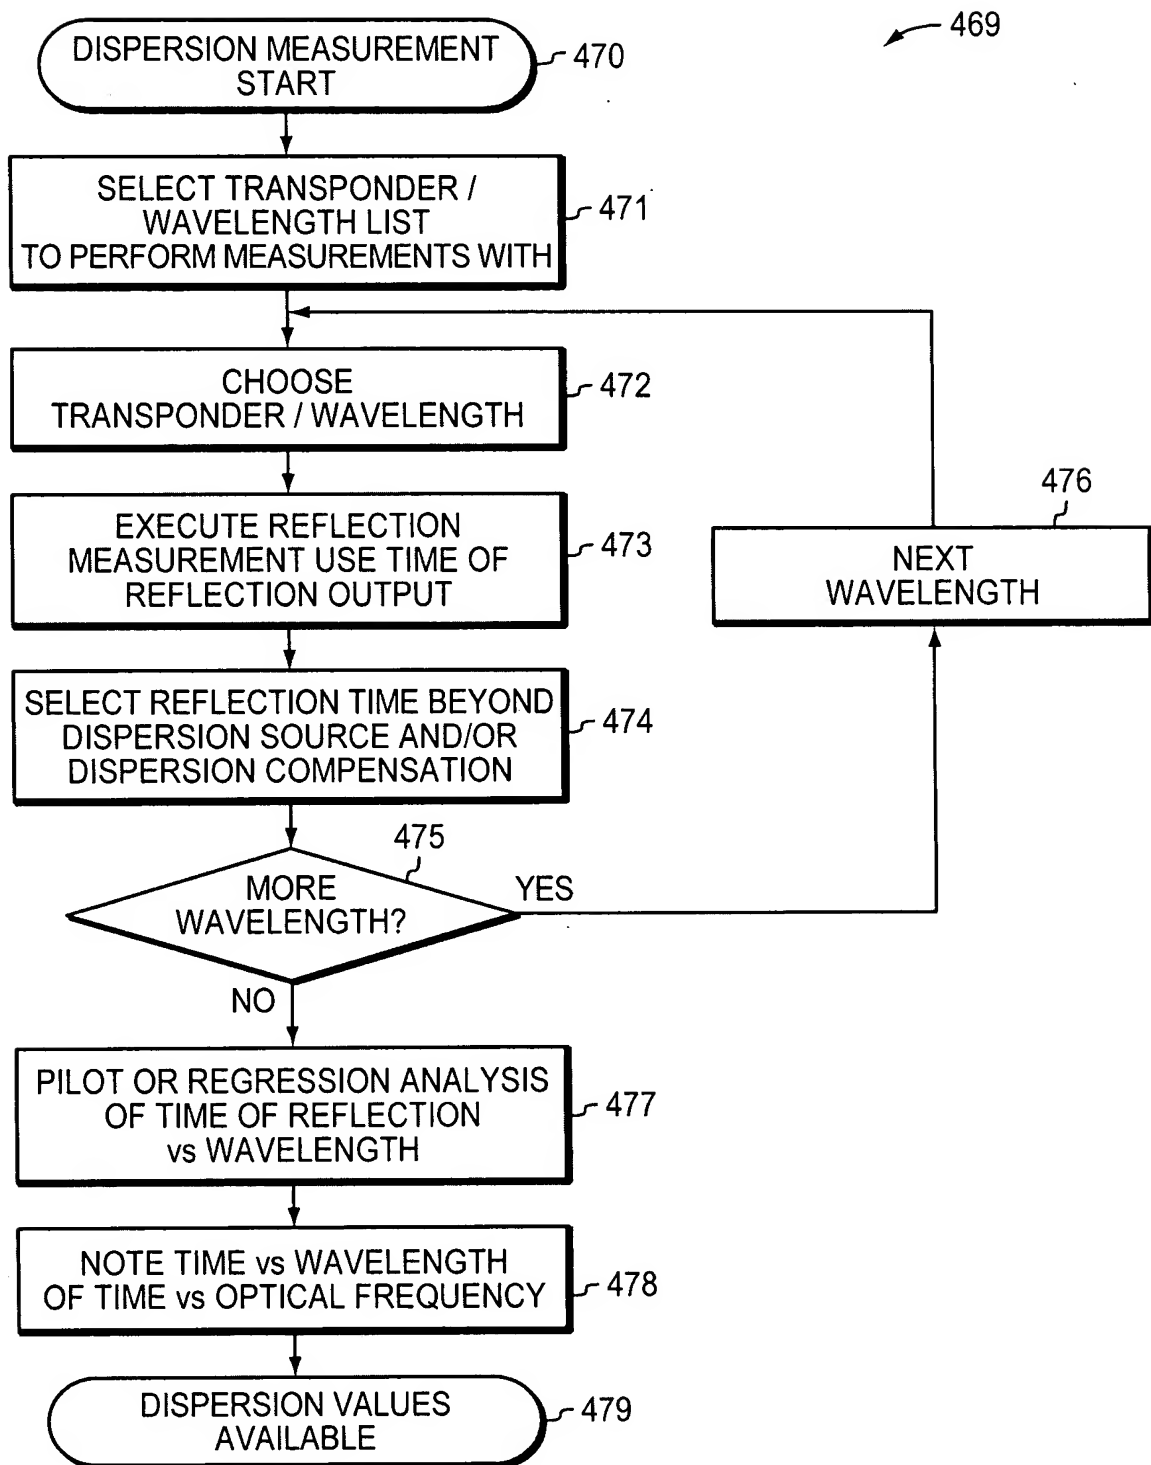 469
DISPERSION MEASUREMENT
START
470
SELECT TRANSPONDER /
WAVELENGTH LIST
TO PERFORM MEASUREMENTS WITH
471
CHOOSE
TRANSPONDER / WAVELENGTH
472
EXECUTE REFLECTION
MEASUREMENT USE TIME OF
REFLECTION OUTPUT
473
476
NEXT
WAVELENGTH
SELECT REFLECTION TIME BEYOND
DISPERSION SOURCE AND/OR
DISPERSION COMPENSATION
474
475
MORE
WAVELENGTH?
YES
NO
PILOT OR REGRESSION ANALYSIS
OF TIME OF REFLECTION
vs WAVELENGTH
477
NOTE TIME vs WAVELENGTH
OF TIME vs OPTICAL FREQUENCY
478
DISPERSION VALUES
AVAILABLE
479